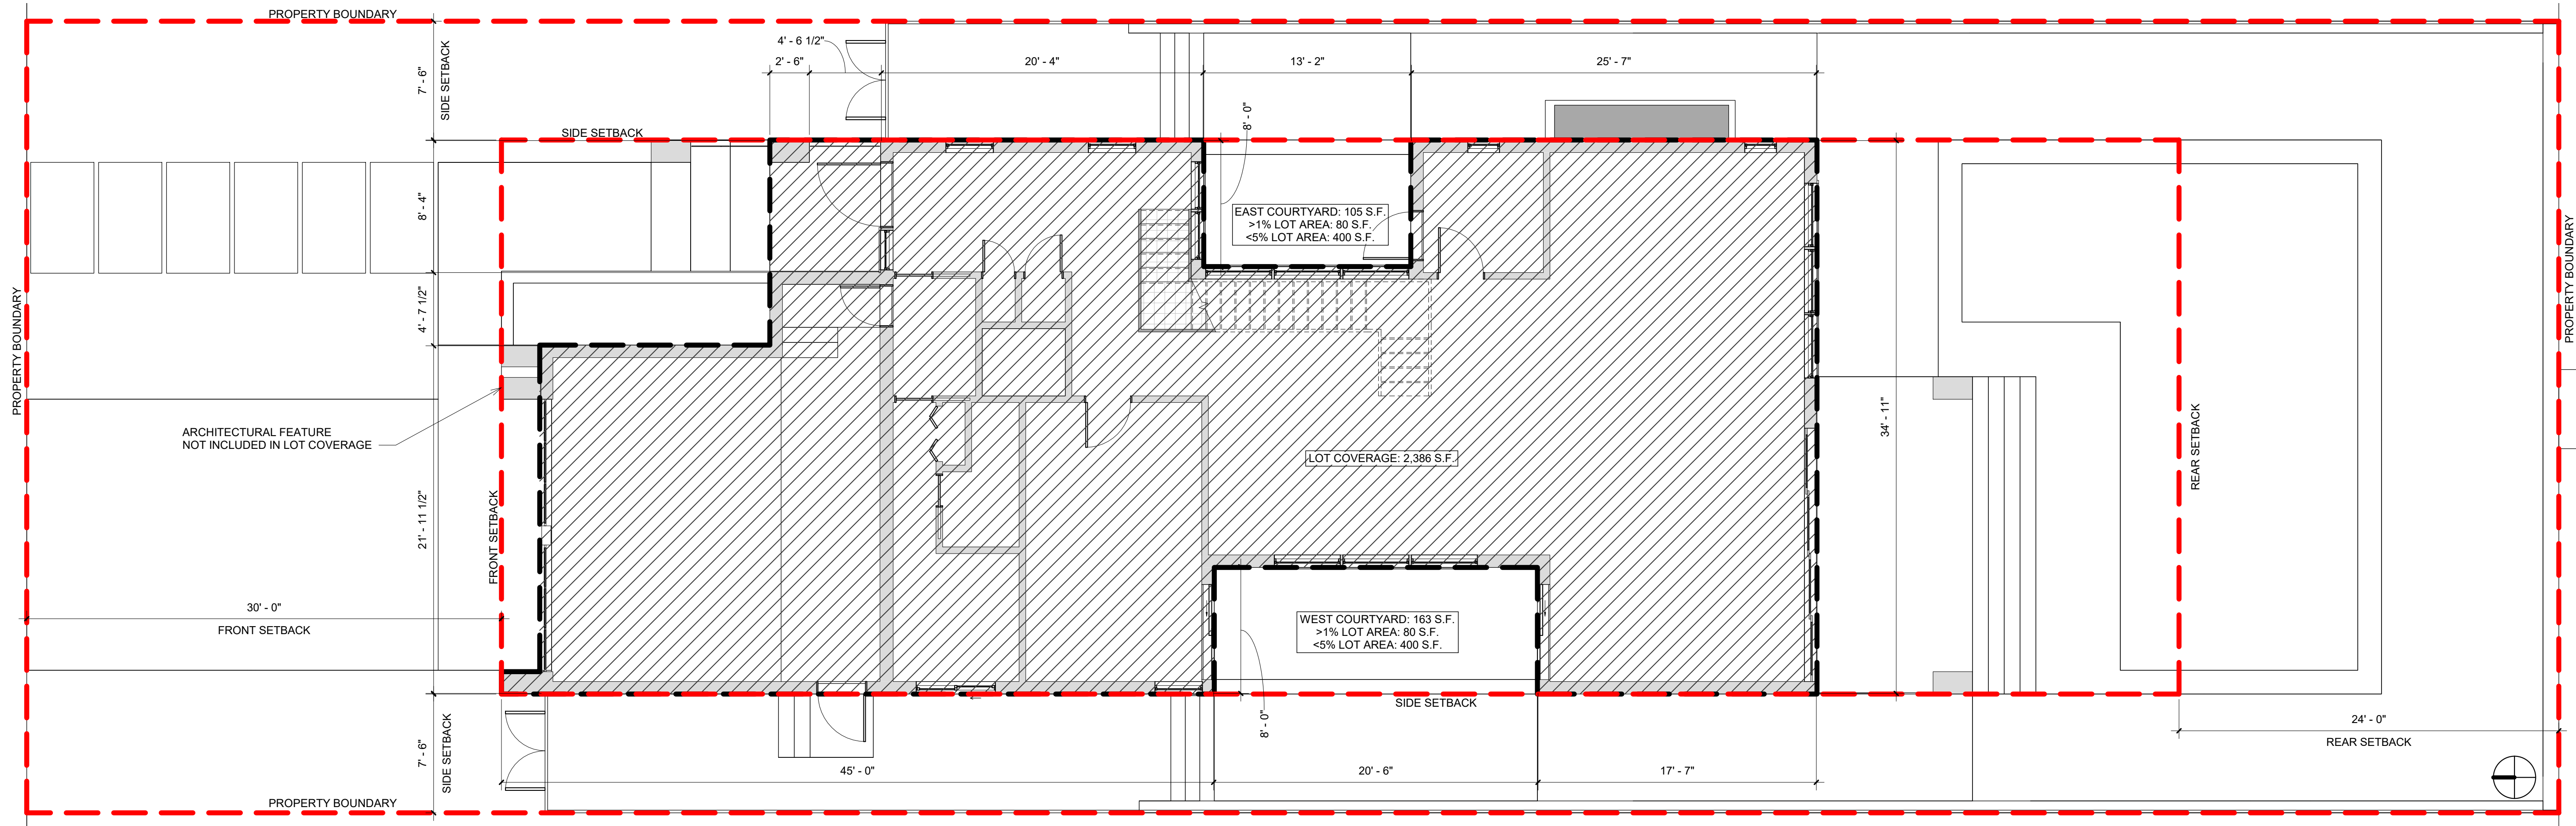 PROPERTY BOUNDARY
4' - 6 1/2"
2' - 6"
20' - 4"
13' - 2"
25' - 7"
7' - 6"
SIDE SETBACK
SIDE SETBACK
8' - 0"
8' - 4"
EAST COURTYARD: 105 S.F.
>1% LOT AREA: 80 S.F.
<5% LOT AREA: 400 S.F.
PROPERTY BOUNDARY
PROPERTY BOUNDARY
4' - 7 1/2"
ARCHITECTURAL FEATURE
NOT INCLUDED IN LOT COVERAGE
34' - 11"
REAR SETBACK
LOT COVERAGE: 2,386 S.F.
21' - 11 1/2"
FRONT SETBACK
30' - 0"
FRONT SETBACK
WEST COURTYARD: 163 S.F.
>1% LOT AREA: 80 S.F.
<5% LOT AREA: 400 S.F.
SIDE SETBACK
8' - 0"
24' - 0"
REAR SETBACK
7' - 6"
SIDE SETBACK
45' - 0"
20' - 6"
17' - 7"
PROPERTY BOUNDARY